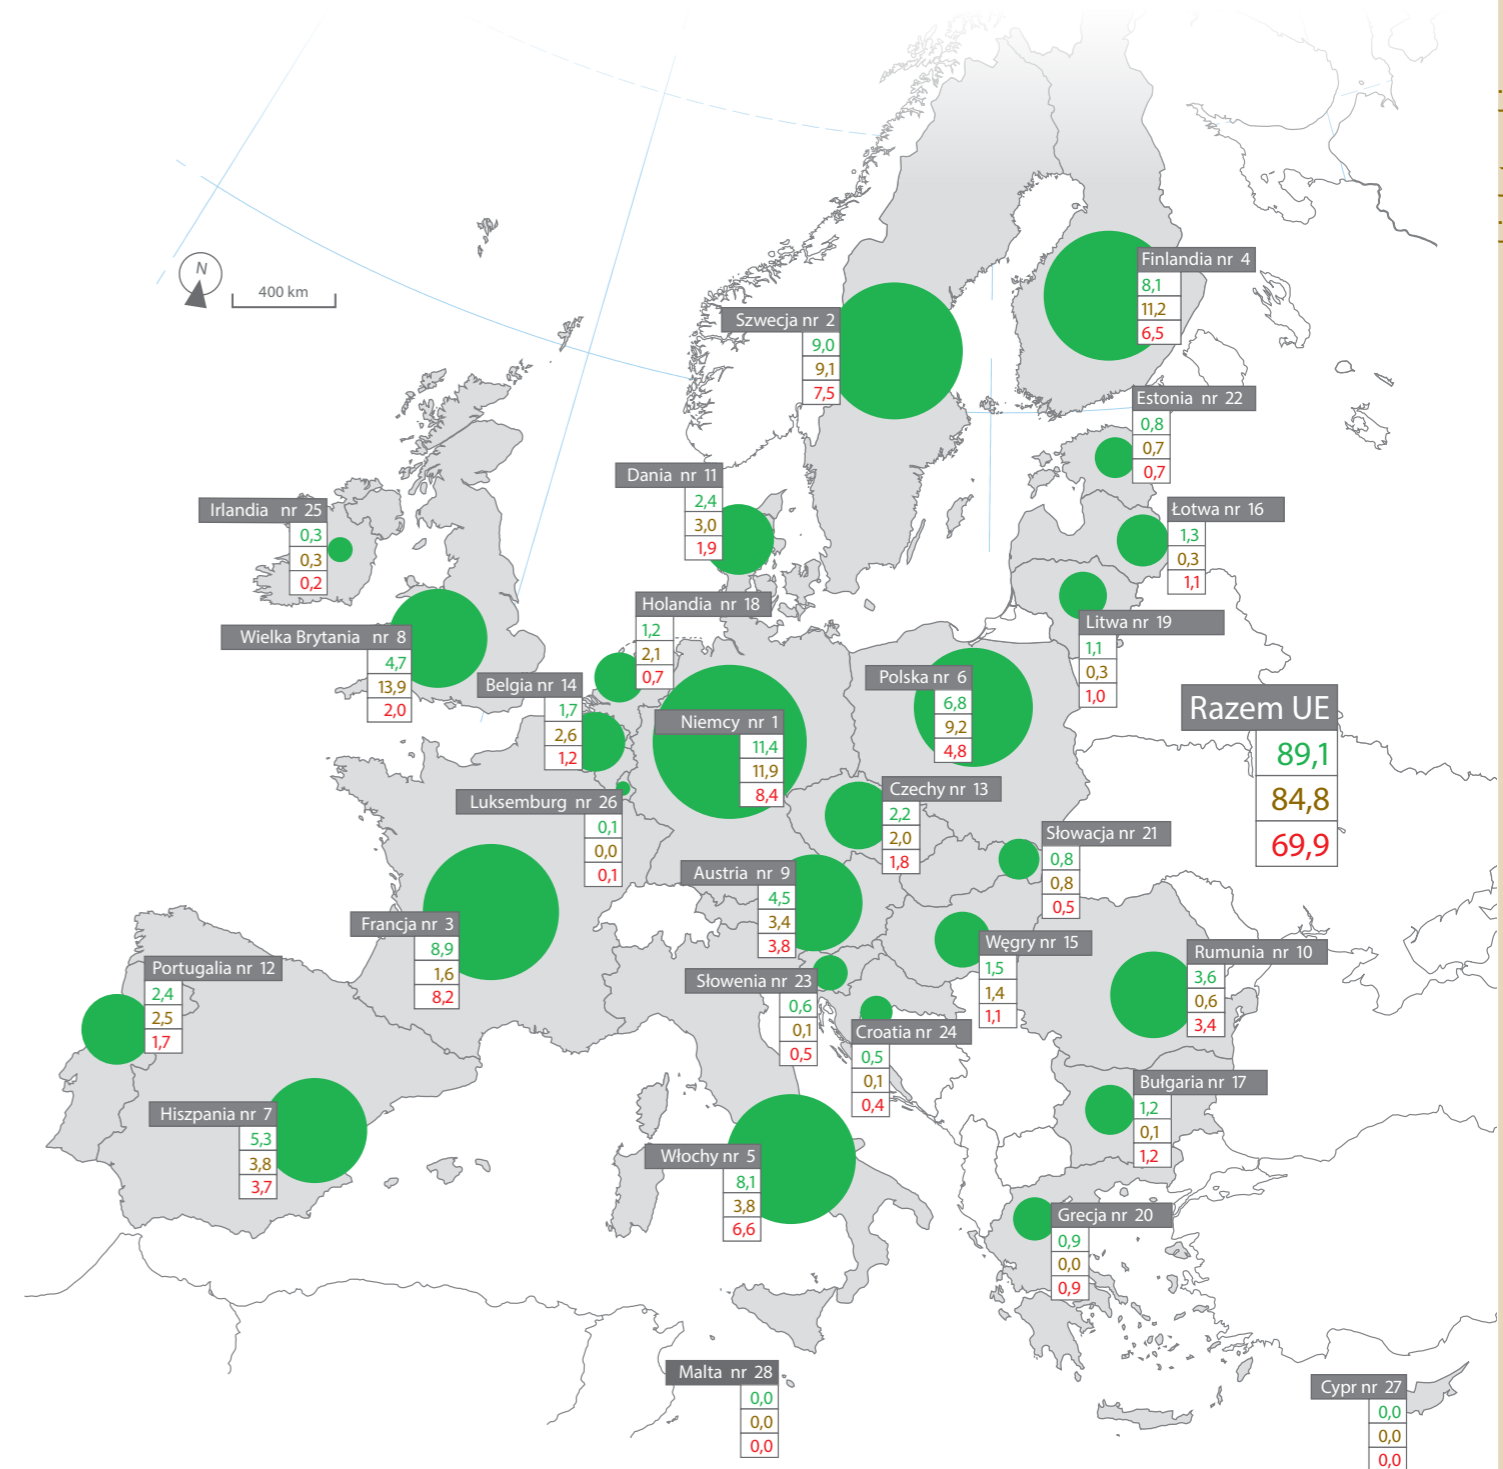 N
400 km
Finlandia nr 4
8,1
11,2
6,5
Szwecja nr 2
9,0
9,1
7,5
Estonia nr 22
0,8
0,7
0,7
Dania nr 11
2,4
3,0
1,9
Irlandia nr 25
0,3
0,3
0,2
Łotwa nr 16
1,3
0,3
1,1
Holandia nr 18
1,2
2,1
0,7
Litwa nr 19
1,1
0,3
1,0
Wielka Brytania nr 8
4,7
13,9
2,0
Belgia nr 14
1,7
2,6
1,2
Polska nr 6
6,8
9,2
4,8
Niemcy nr 1
11,4
11,9
8,4
Razem UE
89,1
84,8
69,9
Luksemburg nr 26
0,1
0,0
0,1
Czechy nr 13
2,2
2,0
1,8
Słowacja nr 21
0,8
0,8
0,5
Austria nr 9
4,5
3,4
3,8
Francja nr 3
8,9
1,6
8,2
Węgry nr 15
1,5
1,4
1,1
Rumunia nr 10
3,6
0,6
3,4
Portugalia nr 12
2,4
2,5
1,7
Słowenia nr 23
0,6
0,1
0,5
Croatia nr 24
0,5
0,1
0,4
Bułgaria nr 17
1,2
0,1
1,2
Hiszpania nr 7
5,3
3,8
3,7
Włochy nr 5
8,1
3,8
6,6
Grecja nr 20
0,9
0,0
0,9
Malta nr 28
0,0
0,0
0,0
Cypr nr 27
0,0
0,0
0,0